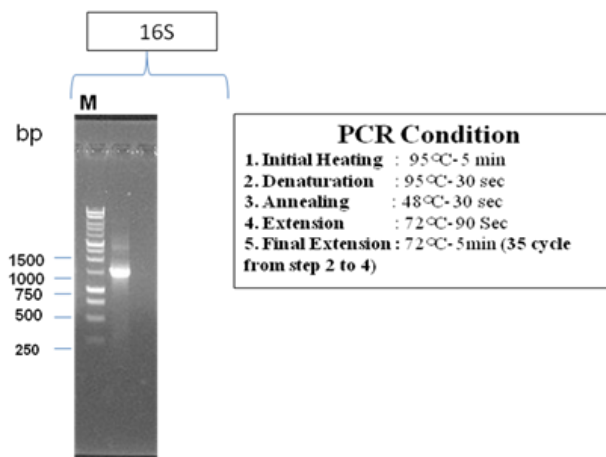 16S
M
bp
1500
1000
750
500
250
PCR Condition
1. Initial Heating : 95°C- 5 min
2. Denaturation : 95°C- 30 sec
3. Annealing : 48°C- 30 sec
4. Extension : 72°C- 90 Sec
5. Final Extension : 72°C- 5min (35 cycle
from step 2 to 4)